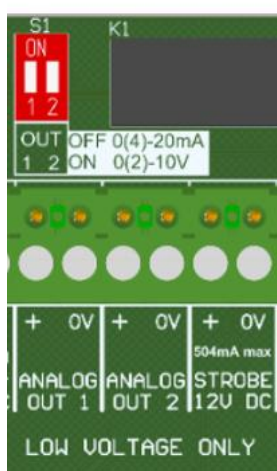 S1
K1
ON
1 2
OUT OFF 0(4)-20mA
1 2 ON 0(2)-10V
+ 0V + 0V + 0V
504mA max
ANALOG ANALOG STROBE
OUT 1 OUT 2 12V DC
LOW VOLTAGE ONLY